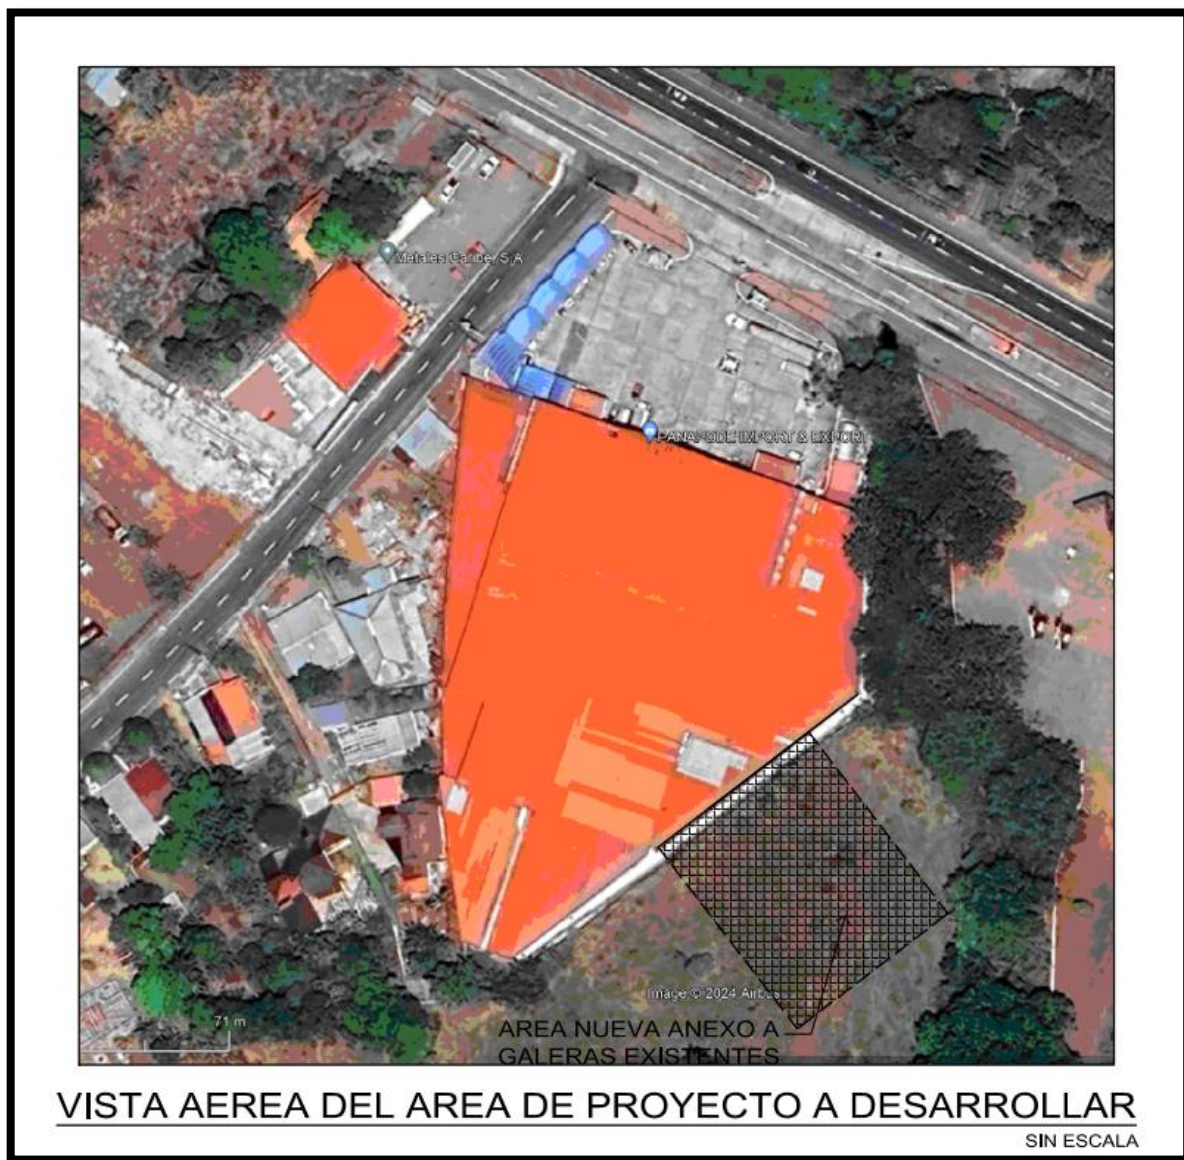 Metales Caribe, S.A
PANAPODE IMPORT & EXPORT
Image © 2024 Airbus
71 m
AREA NUEVA ANEXO A
GALERAS EXISTENTES
VISTA AEREA DEL AREA DE PROYECTO A DESARROLLAR
SIN ESCALA